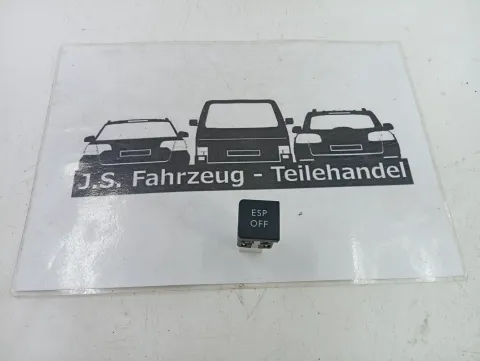 J.S. Fahrzeug - Teilehandel
ESP
OFF